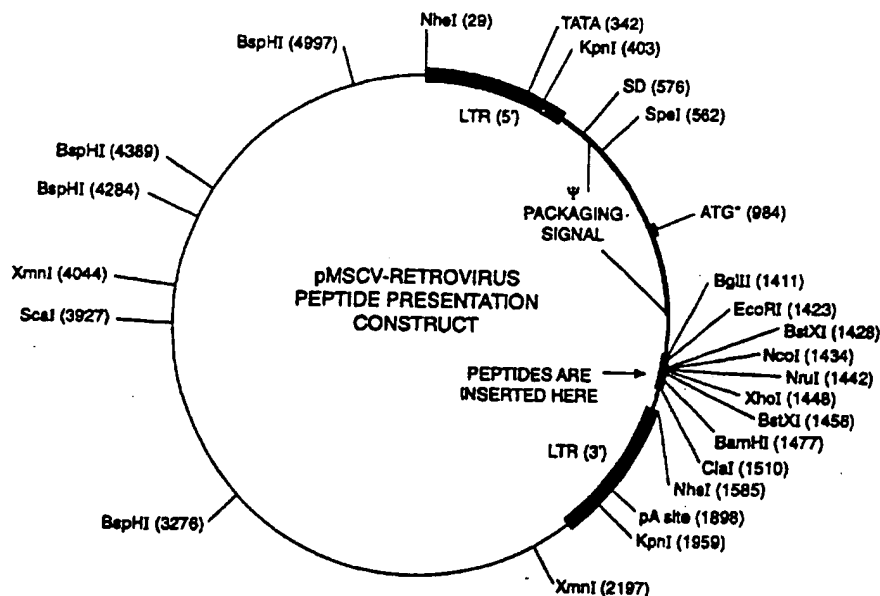 NheI (29)
TATA (342)
KpnI (403)
BspHI (4997)
SD (576)
LTR (5')
SpeI (562)
BspHI (4389)
BspHI (4284)
Ψ
PACKAGING
SIGNAL
ATG° (984)
XmnI (4044)
ScaI (3927)
pMSCV-RETROVIRUS
PEPTIDE PRESENTATION
CONSTRUCT
BglII (1411)
EcoRI (1423)
BstXI (1428)
NcoI (1434)
NruI (1442)
XhoI (1448)
BstXI (1458)
BamHI (1477)
ClaI (1510)
NheI (1585)
PEPTIDES ARE
INSERTED HERE
LTR (3')
pA site (1898)
KpnI (1959)
BspHI (3276)
XmnI (2197)